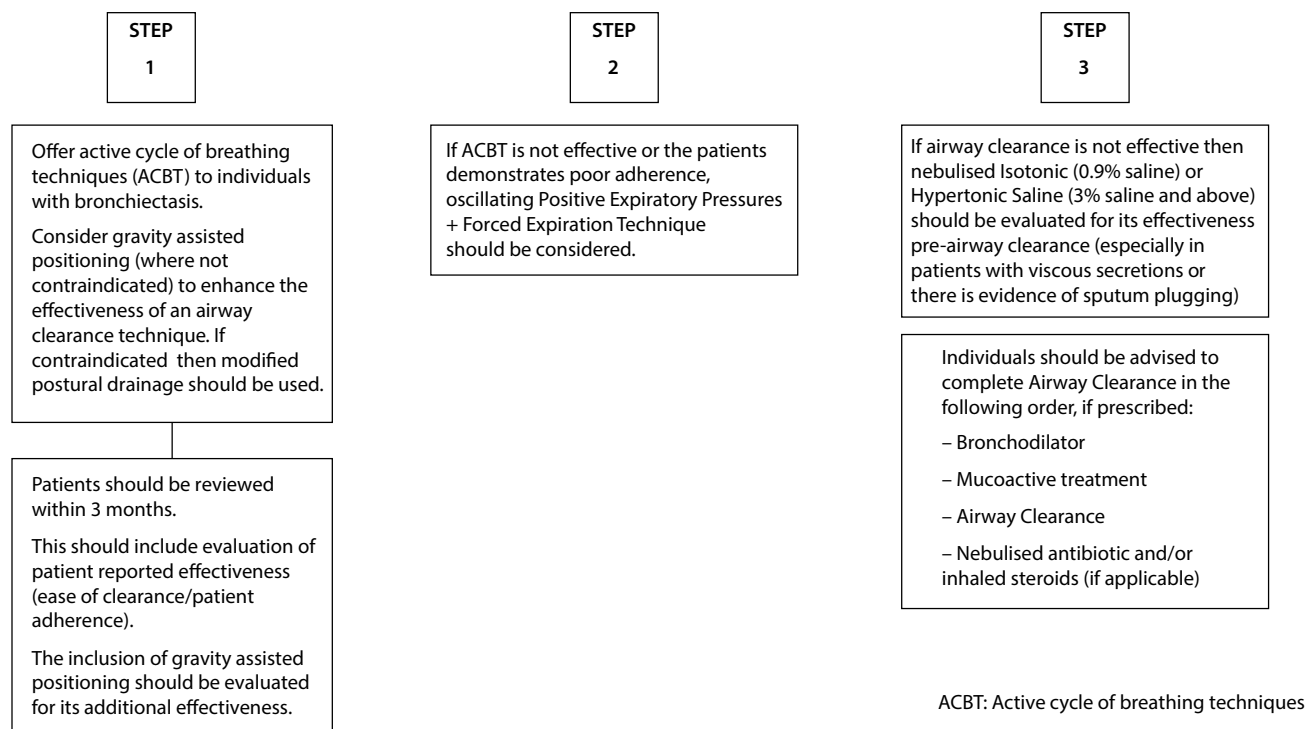 STEP
1
Offer active cycle of breathing
techniques (ACBT) to individuals
with bronchiectasis.
Consider gravity assisted
positioning (where not
contraindicated) to enhance the
effectiveness of an airway
clearance technique. If
contraindicated then modified
postural drainage should be used.
Patients should be reviewed
within 3 months.
This should include evaluation of
patient reported effectiveness
(ease of clearance/patient
adherence).
The inclusion of gravity assisted
positioning should be evaluated
for its additional effectiveness.
STEP
2
If ACBT is not effective or the patients
demonstrates poor adherence,
oscillating Positive Expiratory Pressures
+ Forced Expiration Technique
should be considered.
STEP
3
If airway clearance is not effective then
nebulised Isotonic (0.9% saline) or
Hypertonic Saline (3% saline and above)
should be evaluated for its effectiveness
pre-airway clearance (especially in
patients with viscous secretions or
there is evidence of sputum plugging)
Individuals should be advised to
complete Airway Clearance in the
following order, if prescribed:
– Bronchodilator
– Mucoactive treatment
– Airway Clearance
– Nebulised antibiotic and/or
inhaled steroids (if applicable)
ACBT: Active cycle of breathing techniques